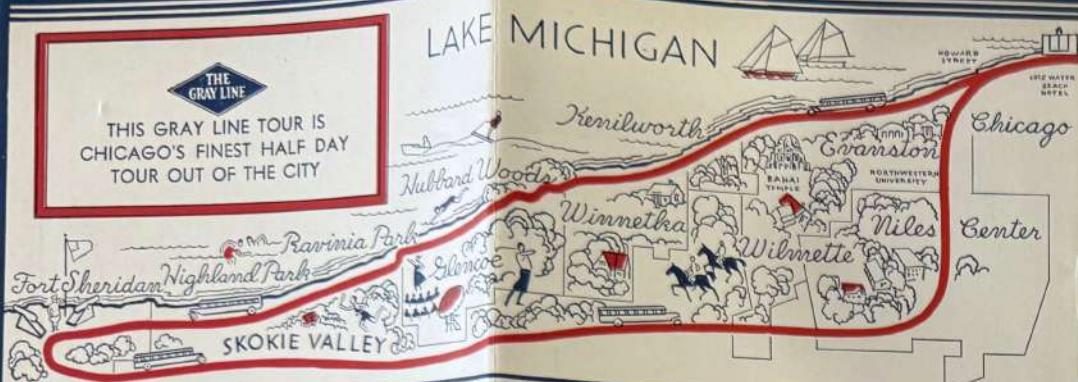 THE
GRAY LINE
THIS GRAY LINE TOUR IS
CHICAGO'S FINEST HALF DAY
TOUR OUT OF THE CITY
LAKE MICHIGAN
HOWARD
STREET
EDGEWATER
BEACH
HOTEL
Kenilworth
Chicago
Evanston
Hubbard Woods
BAHAI
TEMPLE
NORTHWESTERN
UNIVERSITY
Winnetka
Niles Center
Ravinia Park
Wilmette
Glencoe
Fort Sheridan
Highland Park
SKOKIE VALLEY